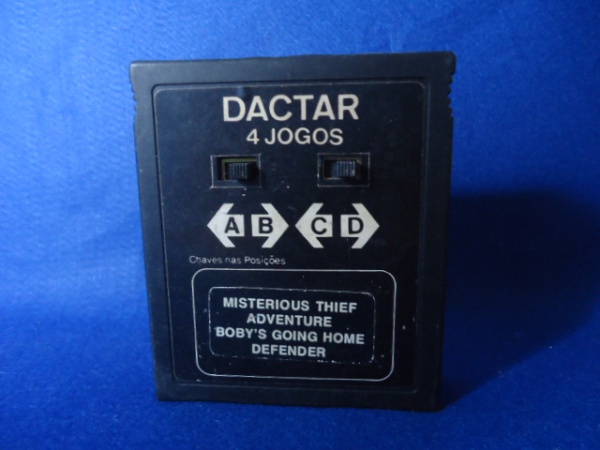 DACTAR
4 JOGOS
A B C D
Chaves nas Posições
MISTERIOUS THIEF
ADVENTURE
BOBY'S GOING HOME
DEFENDER